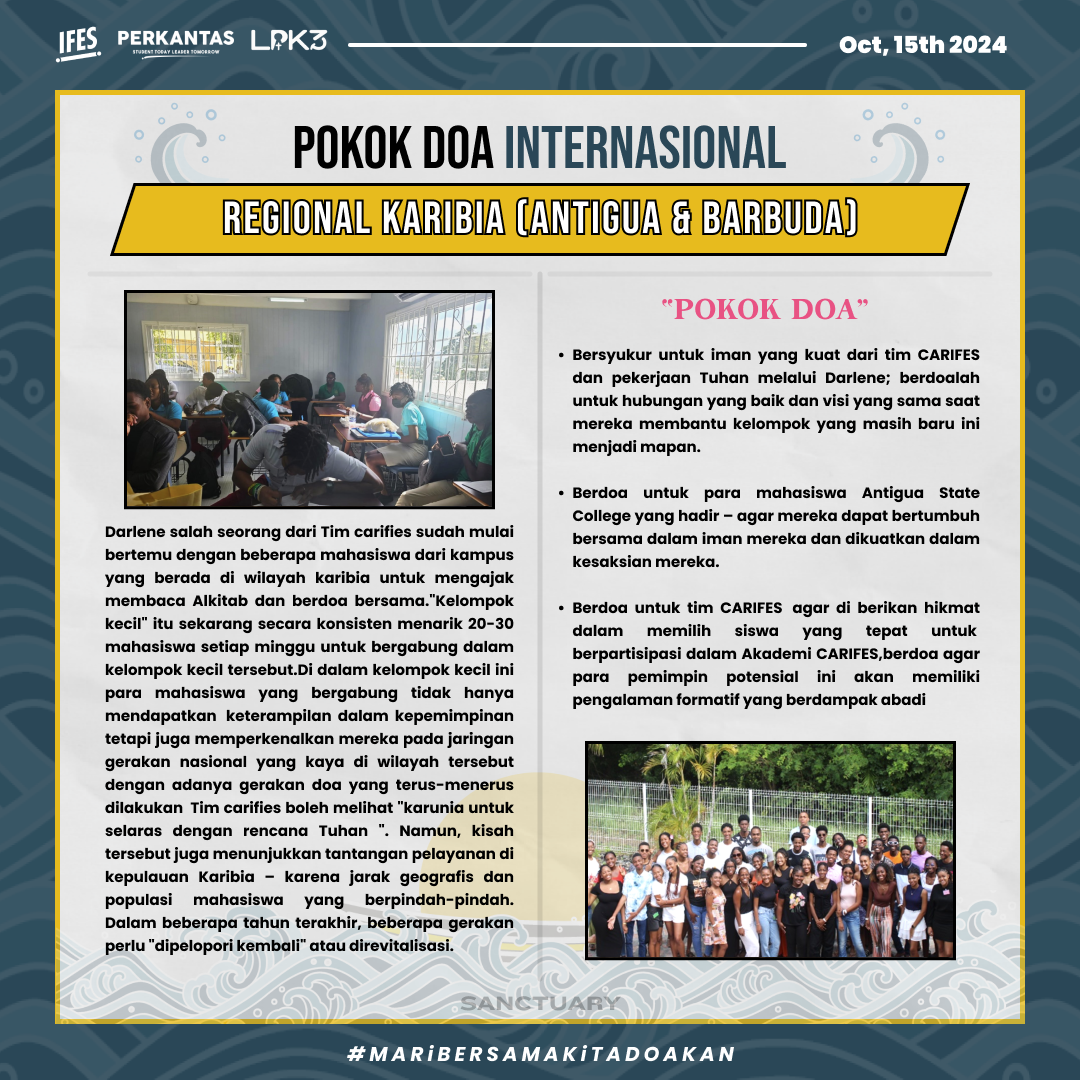 IFES PERKANTAS LPK3
STUDENT TODAY LEADER TOMORROW
Oct, 15th 2024
POKOK DOA INTERNASIONAL
REGIONAL KARIBIA (ANTIGUA & BARBUDA)
Darlene salah seorang dari Tim carifies sudah mulai
bertemu dengan beberapa mahasiswa dari kampus
yang berada di wilayah karibia untuk mengajak
membaca Alkitab dan berdoa bersama."Kelompok
kecil" itu sekarang secara konsisten menarik 20-30
mahasiswa setiap minggu untuk bergabung dalam
kelompok kecil tersebut.Di dalam kelompok kecil ini
para mahasiswa yang bergabung tidak hanya
mendapatkan keterampilan dalam kepemimpinan
tetapi juga memperkenalkan mereka pada jaringan
gerakan nasional yang kaya di wilayah tersebut
dengan adanya gerakan doa yang terus-menerus
dilakukan Tim carifies boleh melihat "karunia untuk
selaras dengan rencana Tuhan ". Namun, kisah
tersebut juga menunjukkan tantangan pelayanan di
kepulauan Karibia – karena jarak geografis dan
populasi mahasiswa yang berpindah-pindah.
Dalam beberapa tahun terakhir, beberapa gerakan
perlu "dipelopori kembali" atau direvitalisasi.
"POKOK DOA"
• Bersyukur untuk iman yang kuat dari tim CARIFES
dan pekerjaan Tuhan melalui Darlene; berdoalah
untuk hubungan yang baik dan visi yang sama saat
mereka membantu kelompok yang masih baru ini
menjadi mapan.
• Berdoa untuk para mahasiswa Antigua State
College yang hadir – agar mereka dapat bertumbuh
bersama dalam iman mereka dan dikuatkan dalam
kesaksian mereka.
• Berdoa untuk tim CARIFES agar di berikan hikmat
dalam memilih siswa yang tepat untuk
berpartisipasi dalam Akademi CARIFES,berdoa agar
para pemimpin potensial ini akan memiliki
pengalaman formatif yang berdampak abadi
SANCTUARY
#MARiBERSAMAKiTADOAKAN